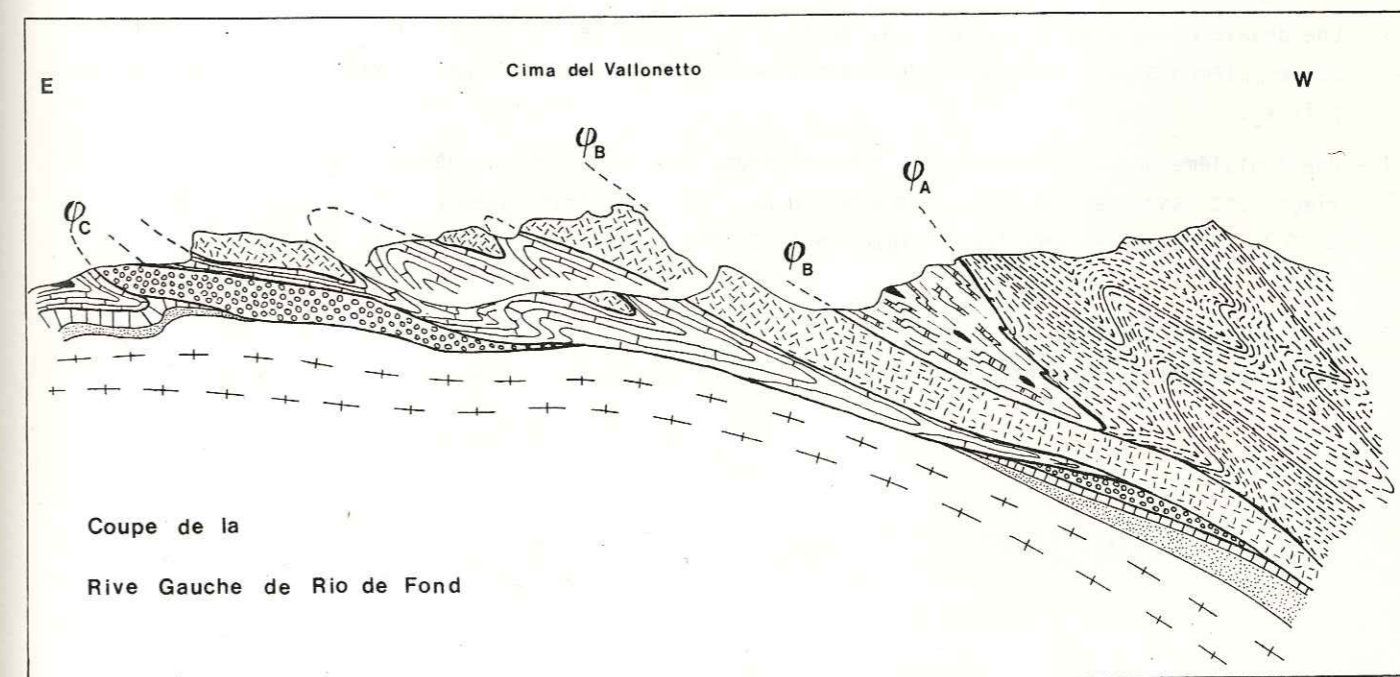 Cima del Vallonetto
E
W
φB
φA
φC
φB
Coupe de la
Rive Gauche de Rio de Fond